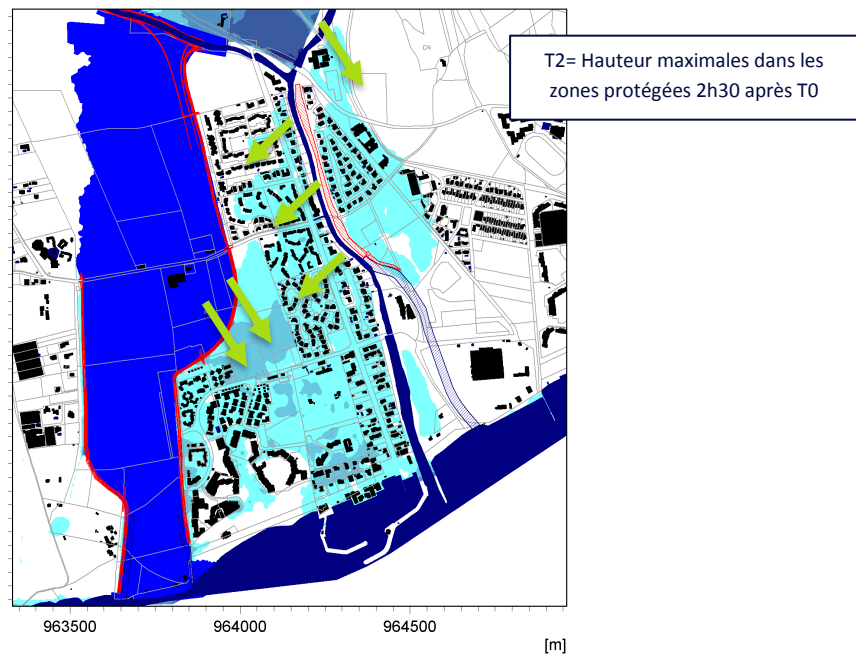 T2= Hauteur maximales dans les
zones protégées 2h30 après T0
963500
964000
964500
[m]